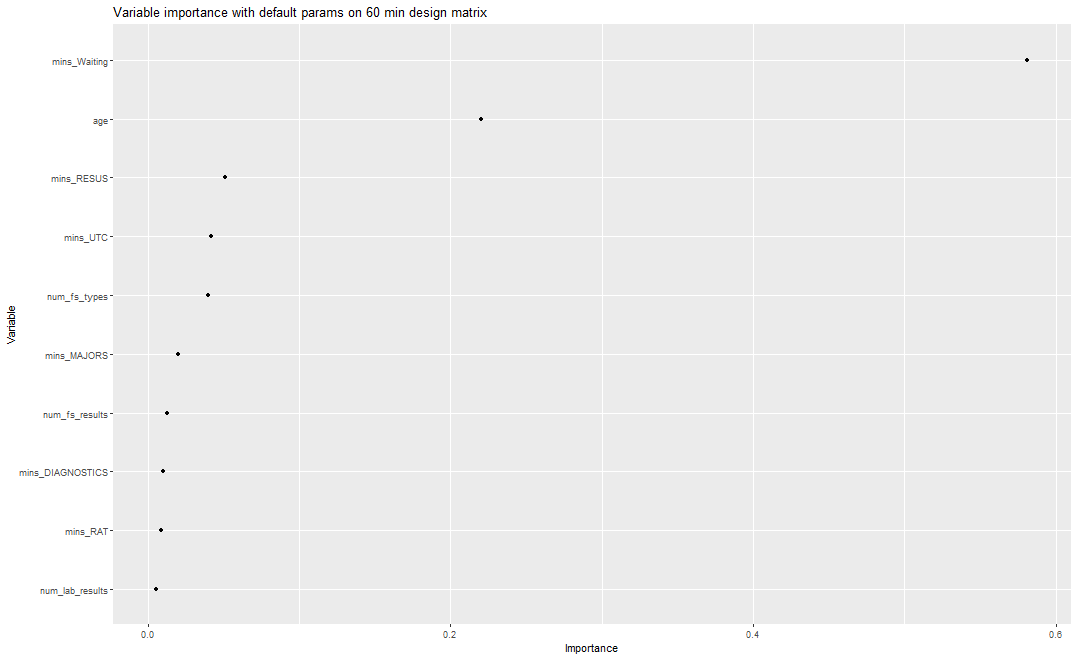 Variable importance with default params on 60 min design matrix
Variable
mins_Waiting
age
mins_RESUS
mins_UTC
num_fs_types
mins_MAJORS
num_fs_results
mins_DIAGNOSTICS
mins_RAT
num_lab_results
0.0 0.2 0.4 0.6
Importance